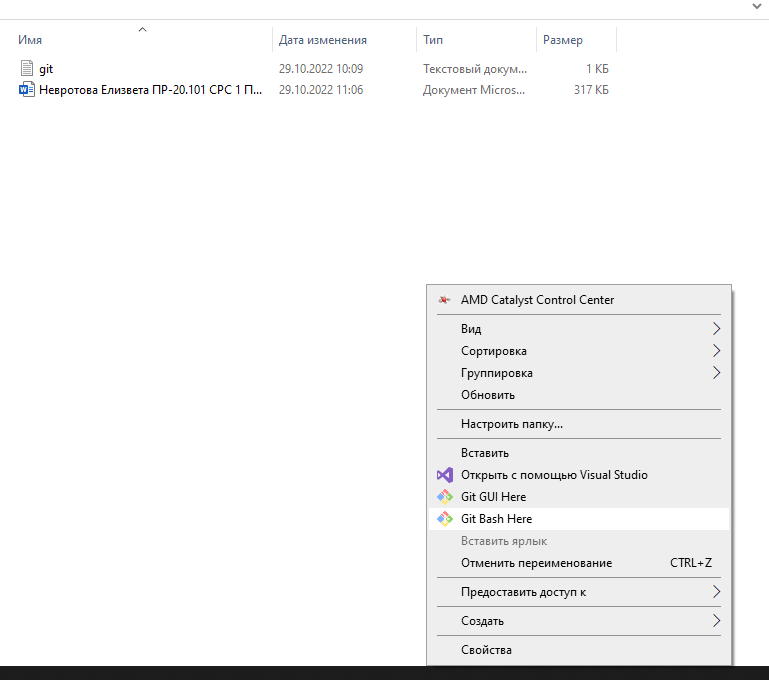 Имя Дата изменения Тип Размер
git 29.10.2022 10:09 Текстовый докум... 1 КБ
Невротова Елизвета ПР-20.101 СРС 1 П... 29.10.2022 11:06 Документ Micros... 317 КБ
AMD Catalyst Control Center
Вид
Сортировка
Группировка
Обновить
Настроить папку...
Вставить
Открыть с помощью Visual Studio
Git GUI Here
Git Bash Here
Вставить ярлык
Отменить переименование CTRL+Z
Предоставить доступ к
Создать
Свойства